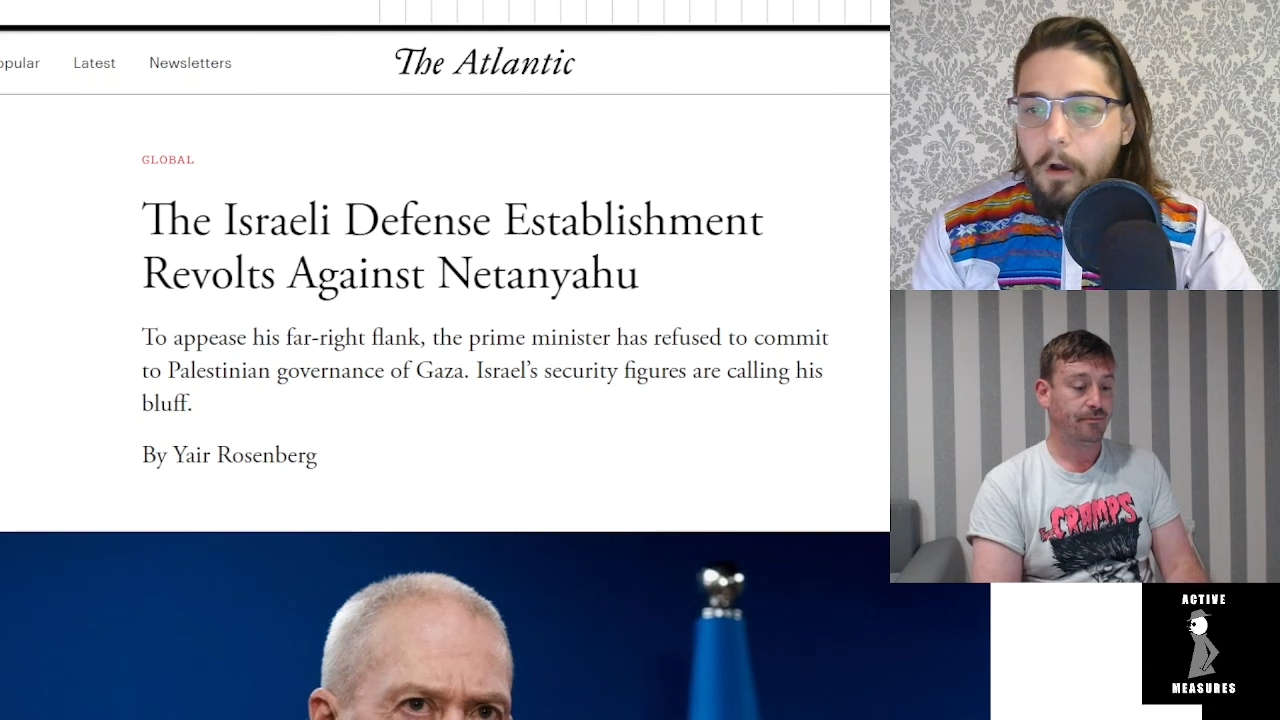 opular Latest Newsletters The Atlantic
GLOBAL
The Israeli Defense Establishment
Revolts Against Netanyahu
To appease his far-right flank, the prime minister has refused to commit
to Palestinian governance of Gaza. Israel’s security figures are calling his
bluff.
By Yair Rosenberg
The CRAMPS
ACTIVE
MEASURES